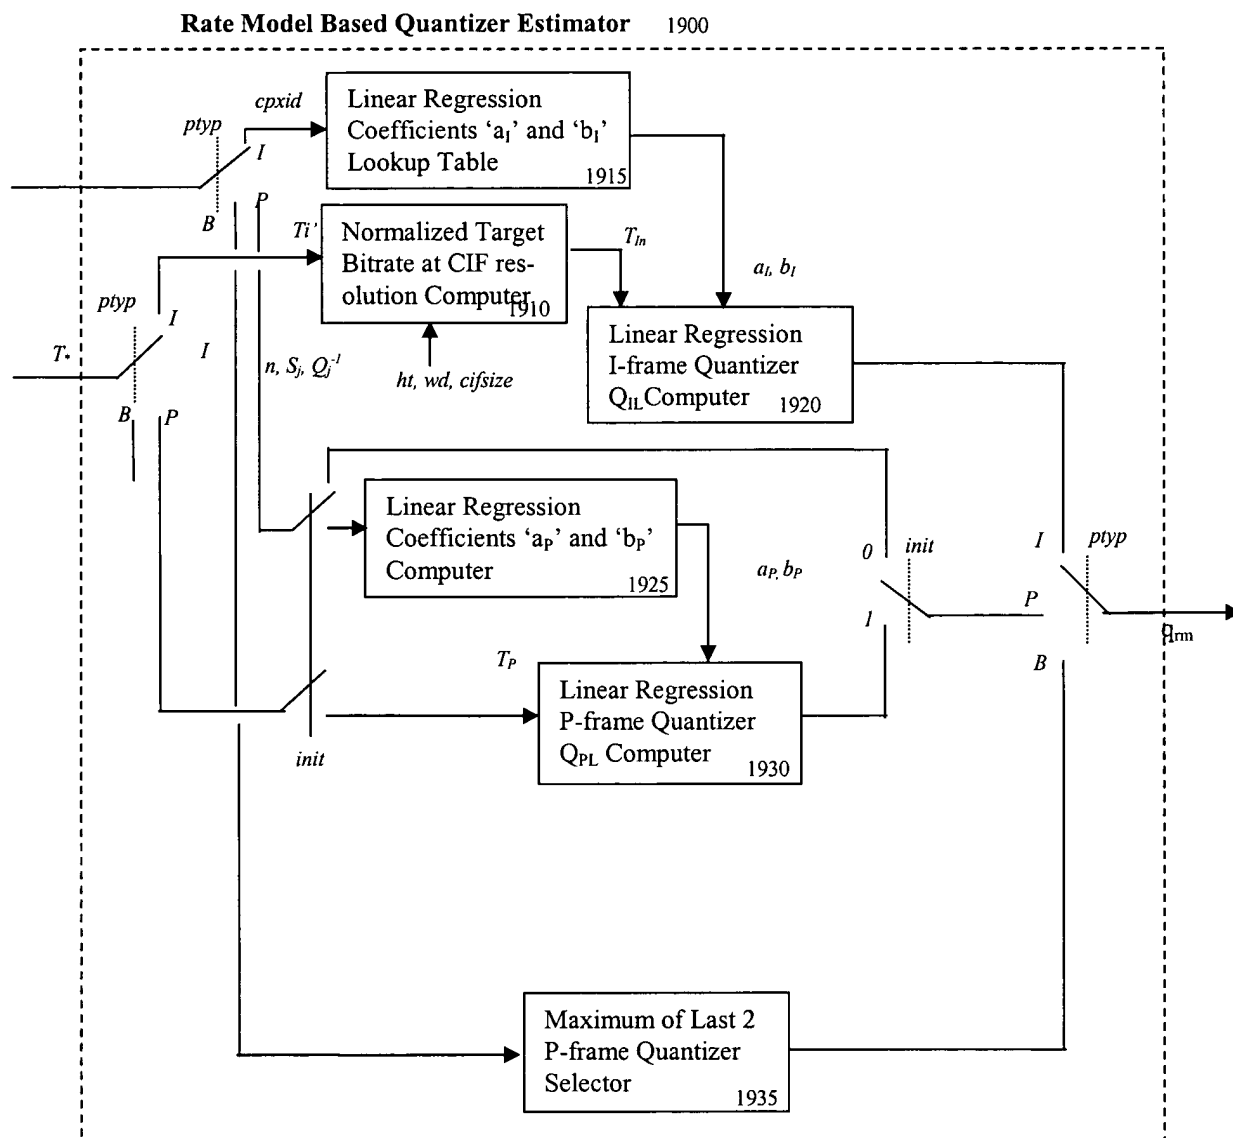 Rate Model Based Quantizer Estimator 1900
cpxid
ptyp
I
B
P
Linear Regression
Coefficients ‘aI’ and ‘bI’
Lookup Table
1915
Ti’
Normalized Target
Bitrate at CIF res-
olution Computer
1910
TIn
aI, bI
ptyp
I
I
T*
B
P
n, Sj, Qj-1
ht, wd, cifsize
Linear Regression
I-frame Quantizer
QIL Computer
1920
Linear Regression
Coefficients ‘aP’ and ‘bP’
Computer
1925
aP, bP
0
init
1
I
ptyp
P
B
qrm
TP
init
Linear Regression
P-frame Quantizer
QPL Computer
1930
Maximum of Last 2
P-frame Quantizer
Selector
1935